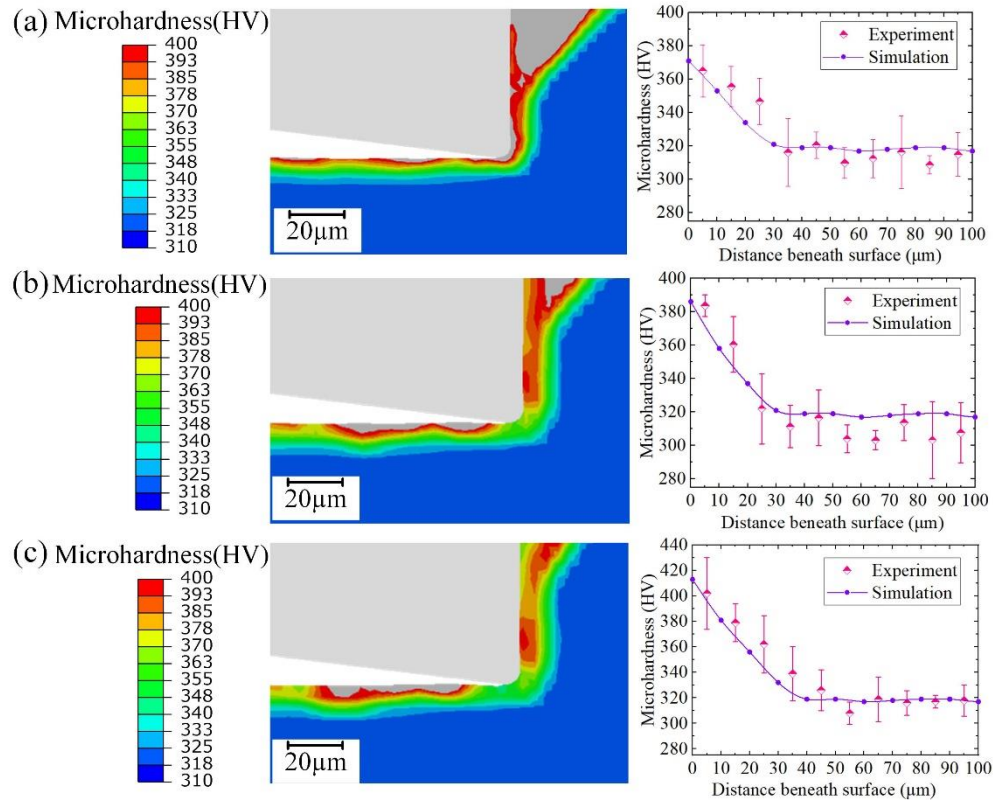 (a) Microhardness(HV)
400
393
385
378
370
363
355
348
340
333
325
318
310
20μm
Microhardness (HV)
380
360
340
320
300
280
Experiment
Simulation
0 10 20 30 40 50 60 70 80 90 100
Distance beneath surface (μm)
(b) Microhardness(HV)
400
393
385
378
370
363
355
348
340
333
325
318
310
20μm
Microhardness (HV)
400
380
360
340
320
300
280
Experiment
Simulation
0 10 20 30 40 50 60 70 80 90 100
Distance beneath surface (μm)
(c) Microhardness(HV)
400
393
385
378
370
363
355
348
340
333
325
318
310
20μm
Microhardness (HV)
440
420
400
380
360
340
320
300
275
Experiment
Simulation
0 10 20 30 40 50 60 70 80 90 100
Distance beneath surface (μm)